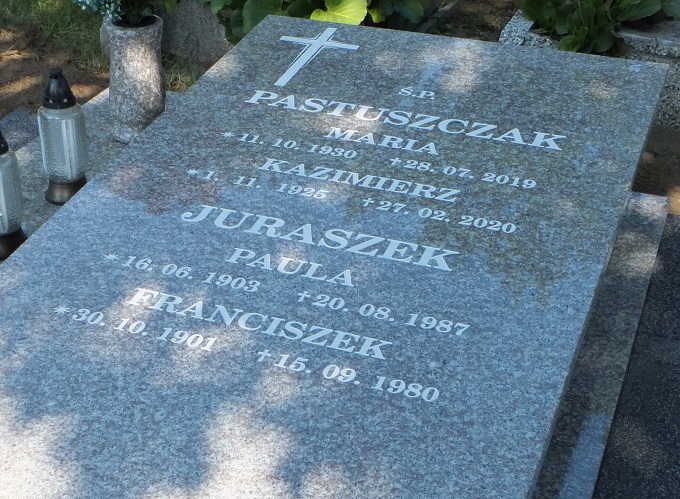 Ś.P.
PASTUSZCZAK
MARIA
*11. 10. 1930 †28. 07. 2019
KAZIMIERZ
*1. 11. 1925 †27. 02. 2020
JURASZEK
PAULA
*16. 06. 1903 †20. 08. 1987
FRANCISZEK
*30. 10. 1901 †15. 09. 1980